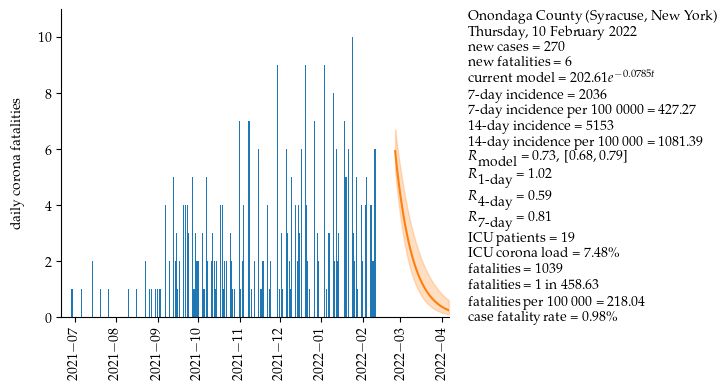 Onondaga County (Syracuse, New York)
Thursday, 10 February 2022
new cases = 270
new fatalities = 6
current model = 202.61e^−0.0785t
7-day incidence = 2036
7-day incidence per 100 0000 = 427.27
14-day incidence = 5153
14-day incidence per 100 000 = 1081.39
R_model = 0.73, [0.68, 0.79]
R_1-day = 1.02
R_4-day = 0.59
R_7-day = 0.81
ICU patients = 19
ICU corona load = 7.48%
fatalities = 1039
fatalities = 1 in 458.63
fatalities per 100 000 = 218.04
case fatality rate = 0.98%
daily corona fatalities
10
8
6
4
2
0
2021−07
2021−08
2021−09
2021−10
2021−11
2021−12
2022−01
2022−02
2022−03
2022−04